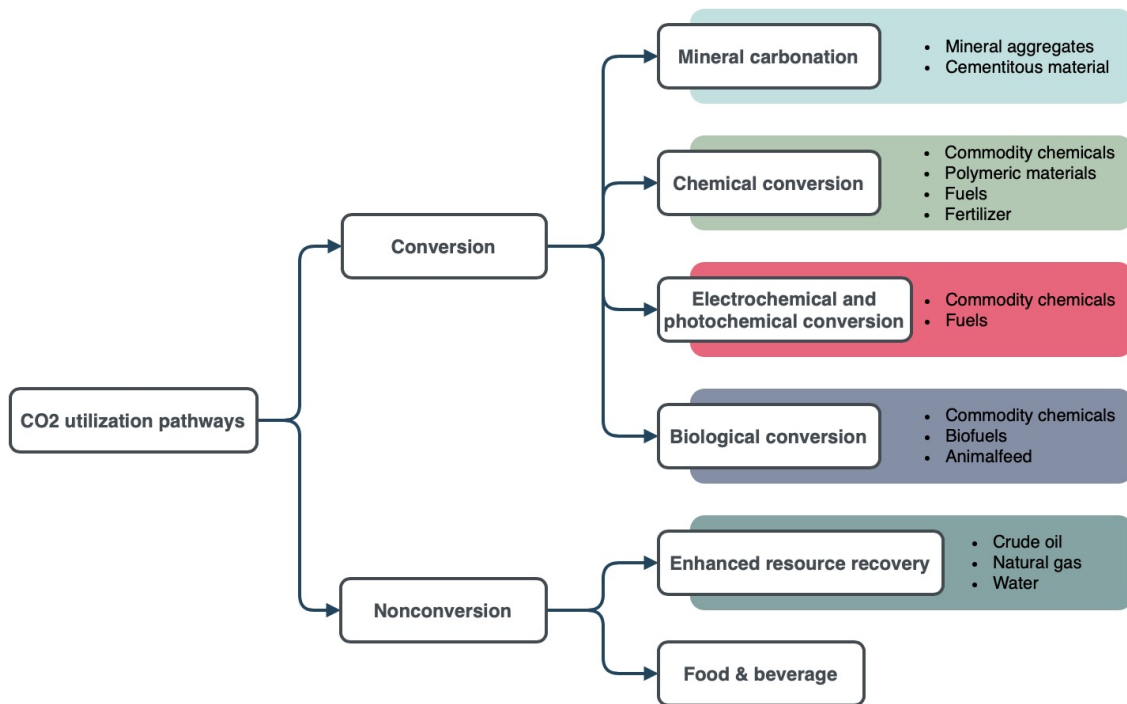 Mineral carbonation
• Mineral aggregates
• Cementitous material
Chemical conversion
• Commodity chemicals
• Polymeric materials
• Fuels
• Fertilizer
Conversion
Electrochemical and
photochemical conversion
• Commodity chemicals
• Fuels
CO2 utilization pathways
Biological conversion
• Commodity chemicals
• Biofuels
• Animalfeed
Enhanced resource recovery
• Crude oil
• Natural gas
• Water
Nonconversion
Food & beverage